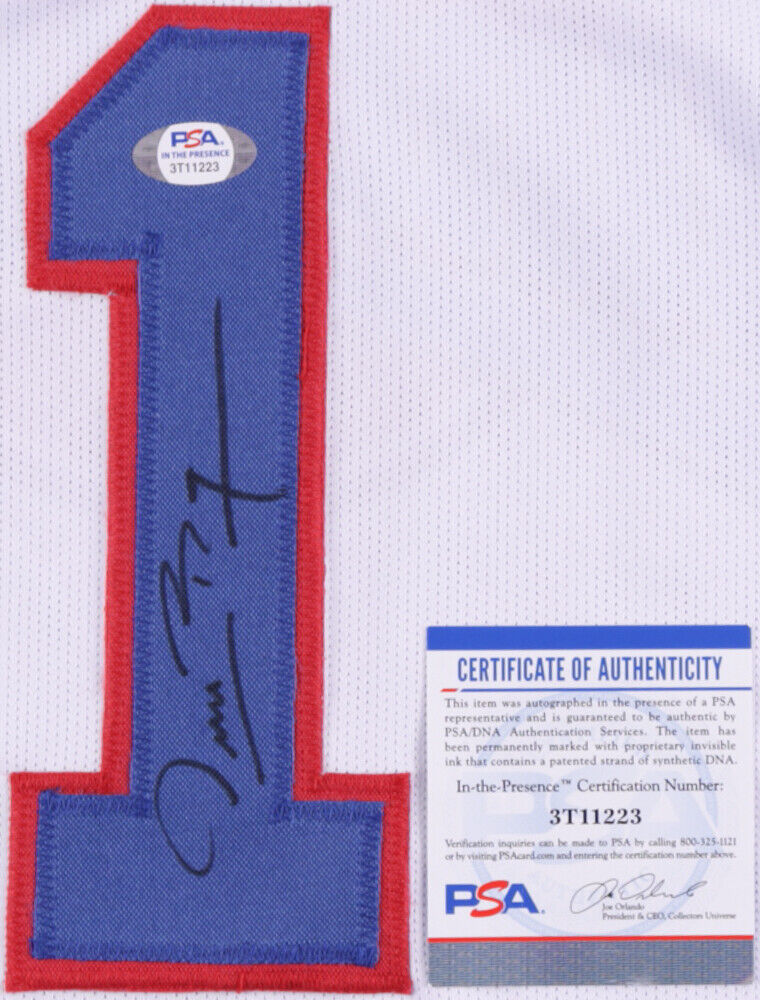 1
PSA
IN THE PRESENCE
3T11223
CERTIFICATE OF AUTHENTICITY
This item was autographed in the presence of a PSA
representative and is guaranteed to be authentic by
PSA/DNA Authentication Services. The item has
been permanently marked with proprietary invisible
ink that contains a patented strand of synthetic DNA.
In-the-Presence™ Certification Number:
3T11223
Verification inquiries can be made to PSA by calling 800-325-1121
or by visiting PSAcard.com and entering the certification number above.
PSA.
Joe Orlando
President & CEO, Collectors Universe